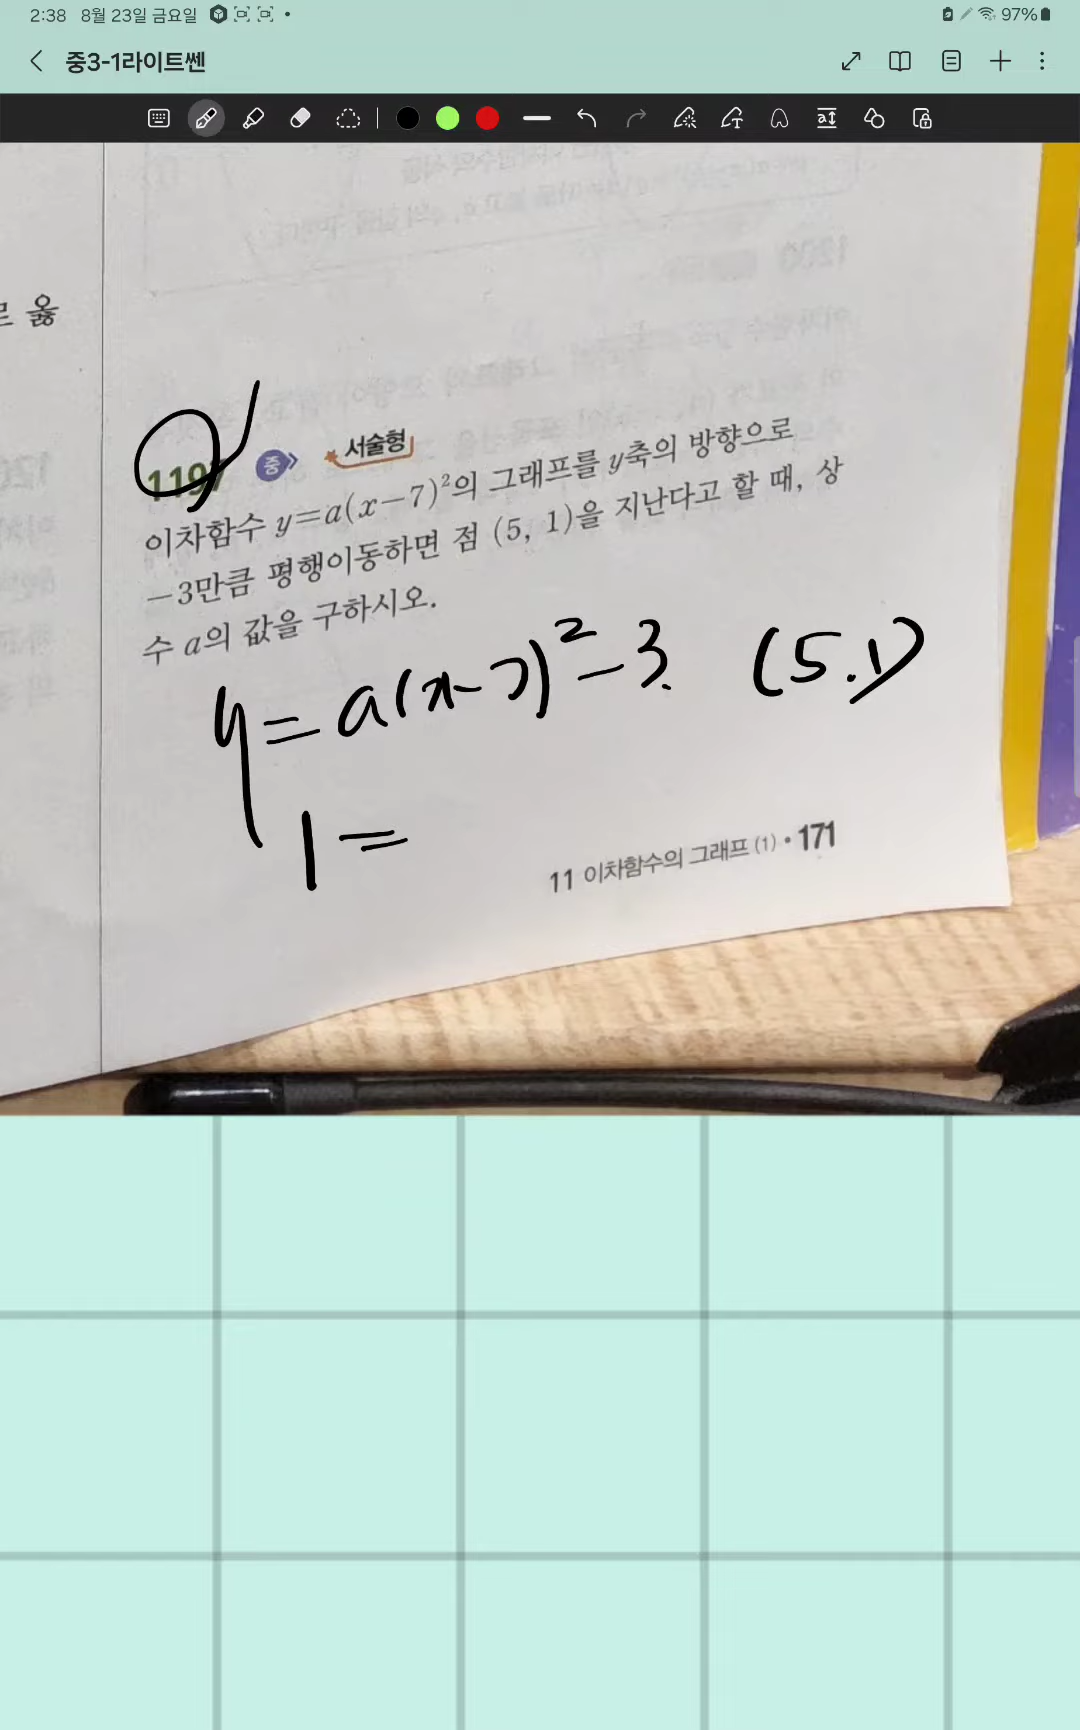 2:38 8월 23일 금요일
97%
중3-1라이트쎈
로 옳
1197 중 서술형
이차함수 y=a(x-7)²의 그래프를 y축의 방향으로
-3만큼 평행이동하면 점 (5, 1)을 지난다고 할 때, 상
수 a의 값을 구하시오.
y=a(x-7)²-3. (5.1)
1=
11 이차함수의 그래프 (1) • 171